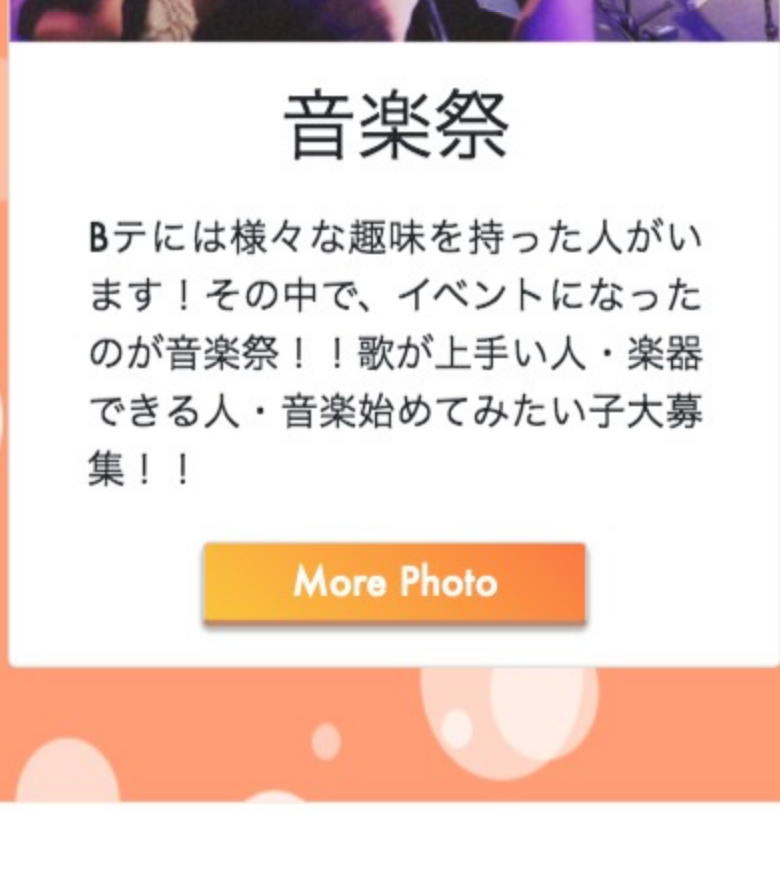 音楽祭
Bテには様々な趣味を持った人がい
ます！その中で、イベントになった
のが音楽祭！！歌が上手い人・楽器
できる人・音楽始めてみたい子大募
集！！
More Photo